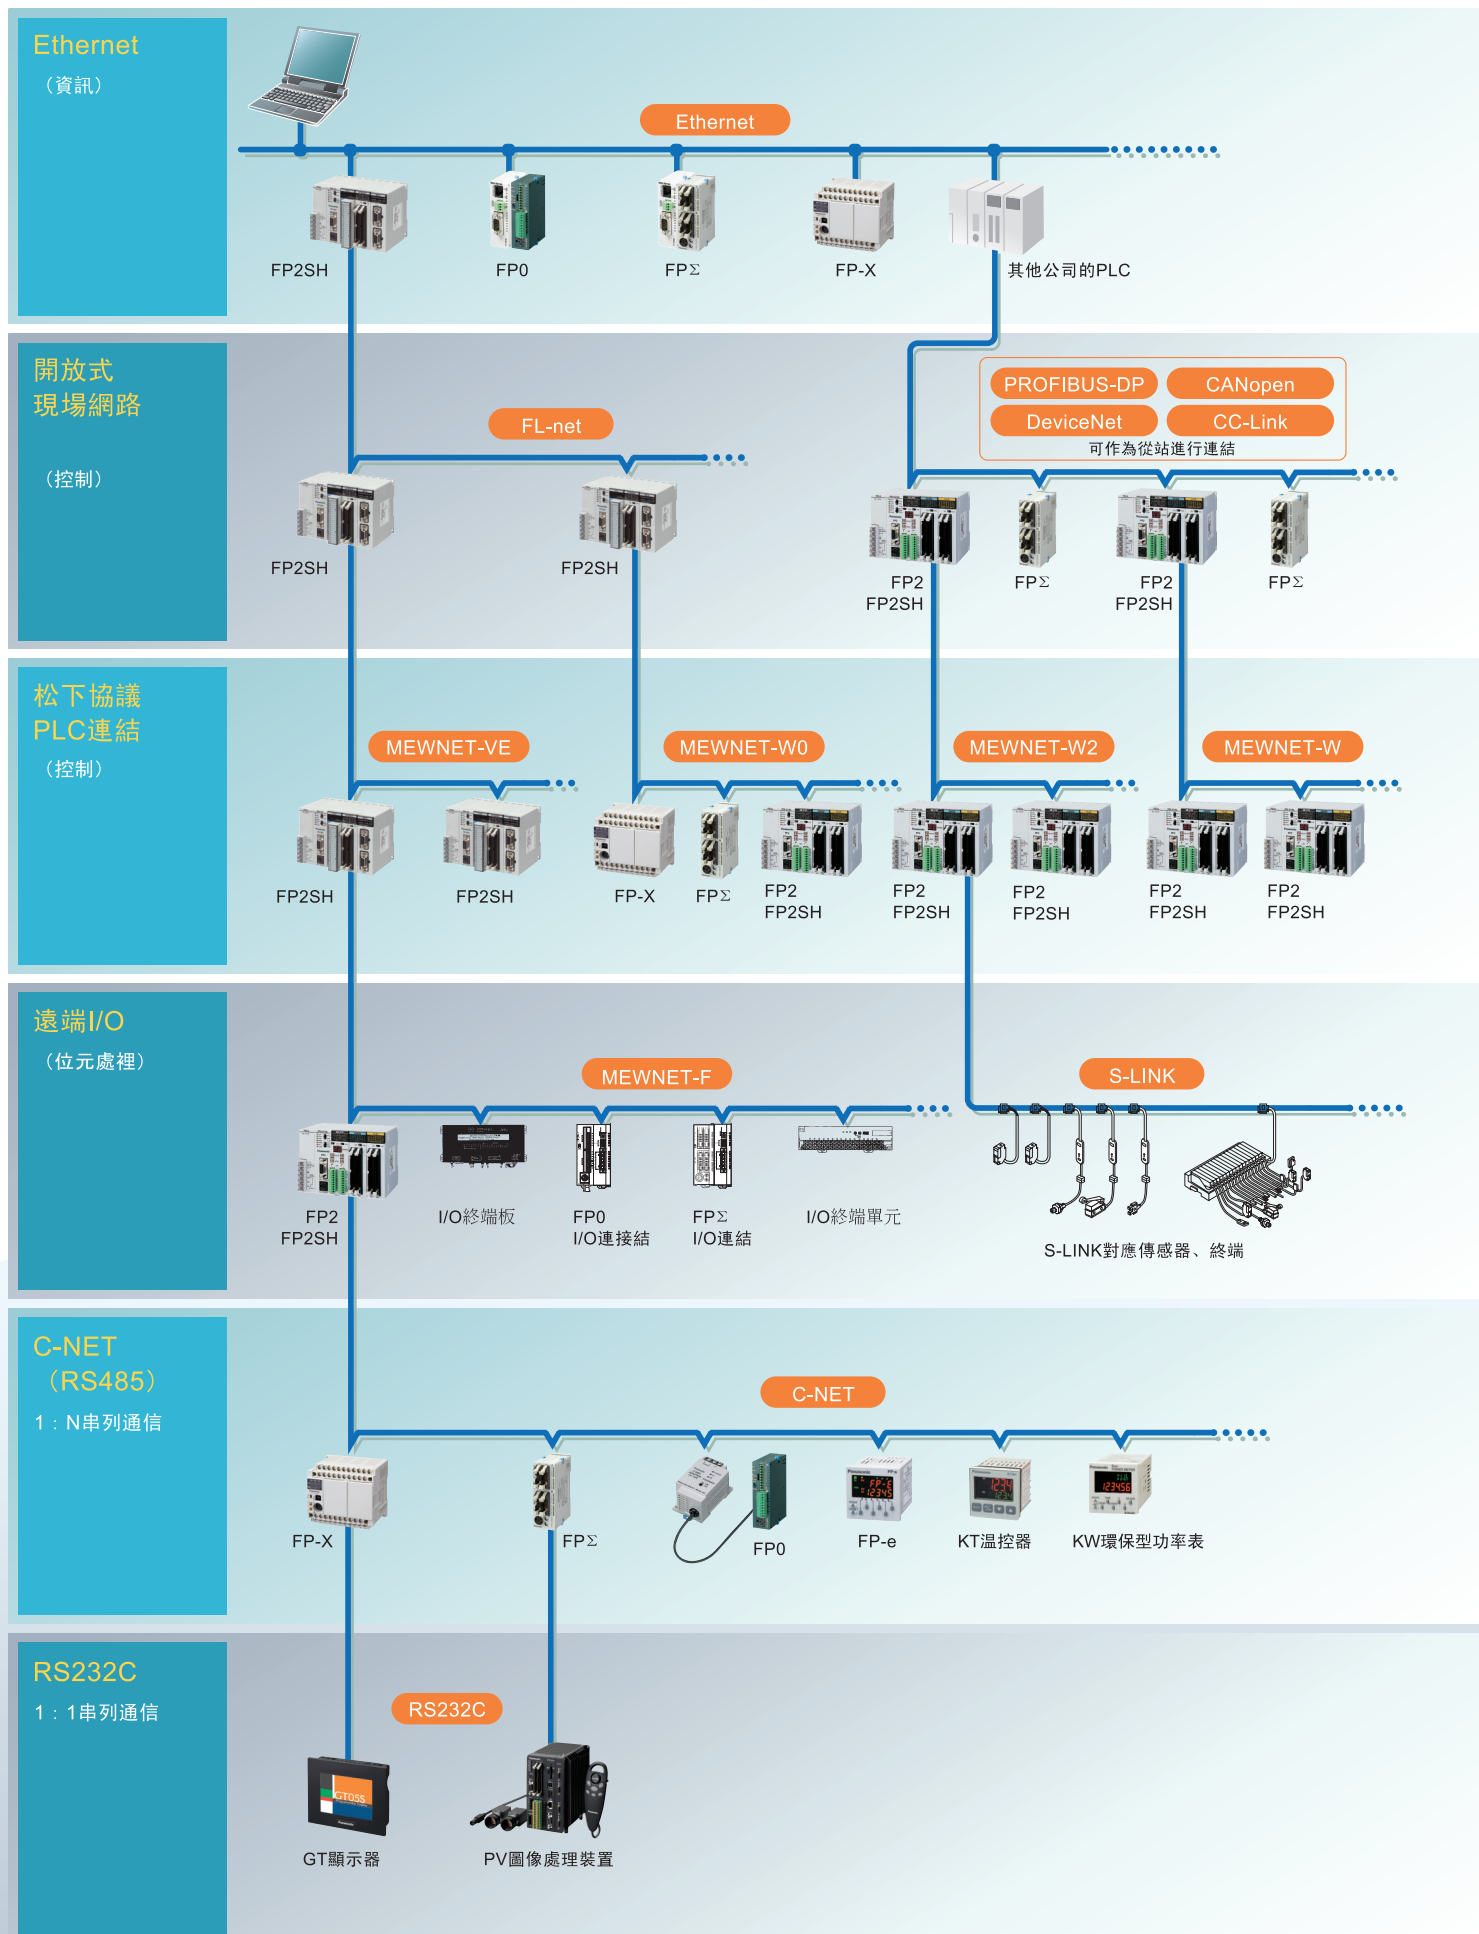 Ethernet
（資訊）
Ethernet
FP2SH
FP0
FPΣ
FP-X
其他公司的PLC
開放式
現場網路
（控制）
FL-net
PROFIBUS-DP
CANopen
DeviceNet
CC-Link
可作為從站進行連結
FP2SH
FP2SH
FP2
FP2SH
FPΣ
FP2
FP2SH
FPΣ
松下協議
PLC連結
（控制）
MEWNET-VE
MEWNET-W0
MEWNET-W2
MEWNET-W
FP2SH
FP2SH
FP-X
FPΣ
FP2
FP2SH
FP2
FP2SH
FP2
FP2SH
FP2
FP2SH
FP2
FP2SH
遠端I/O
（位元處裡）
MEWNET-F
S-LINK
FP2
FP2SH
I/O終端板
FP0
I/O連接結
FPΣ
I/O連結
I/O終端單元
S-LINK對應傳感器、終端
C-NET
（RS485）
1：N串列通信
C-NET
FP-X
FPΣ
FP0
FP-e
KT温控器
KW環保型功率表
RS232C
1：1串列通信
RS232C
GT05S
GT顯示器
PV圖像處理裝置